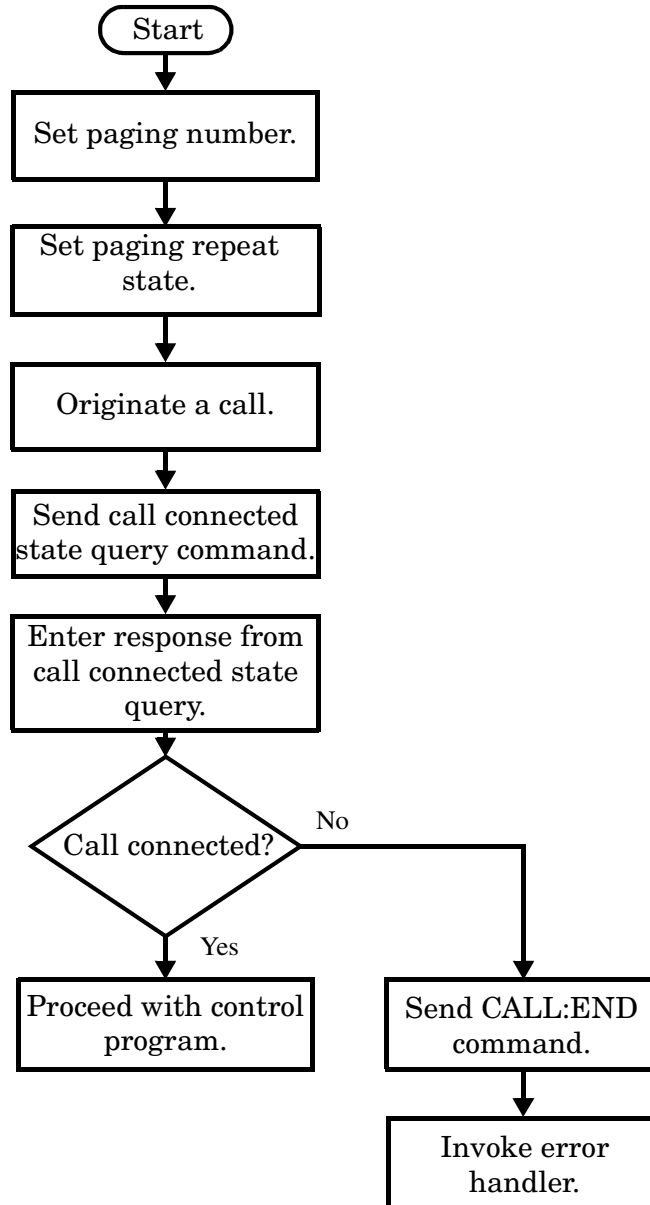 Start
Set paging number.
Set paging repeat
state.
Originate a call.
Send call connected
state query command.
Enter response from
call connected state
query.
Call connected?
No
Yes
Proceed with control
program.
Send CALL:END
command.
Invoke error
handler.